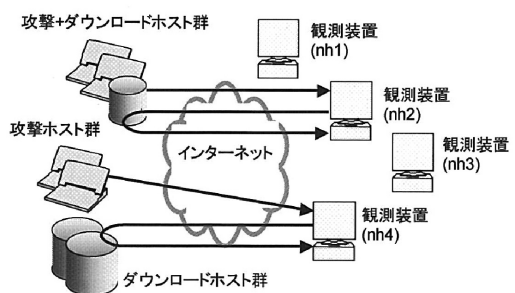 攻撃+ダウンロードホスト群
観測装置
(nh1)
観測装置
(nh2)
攻撃ホスト群
インターネット
観測装置
(nh3)
観測装置
(nh4)
ダウンロードホスト群